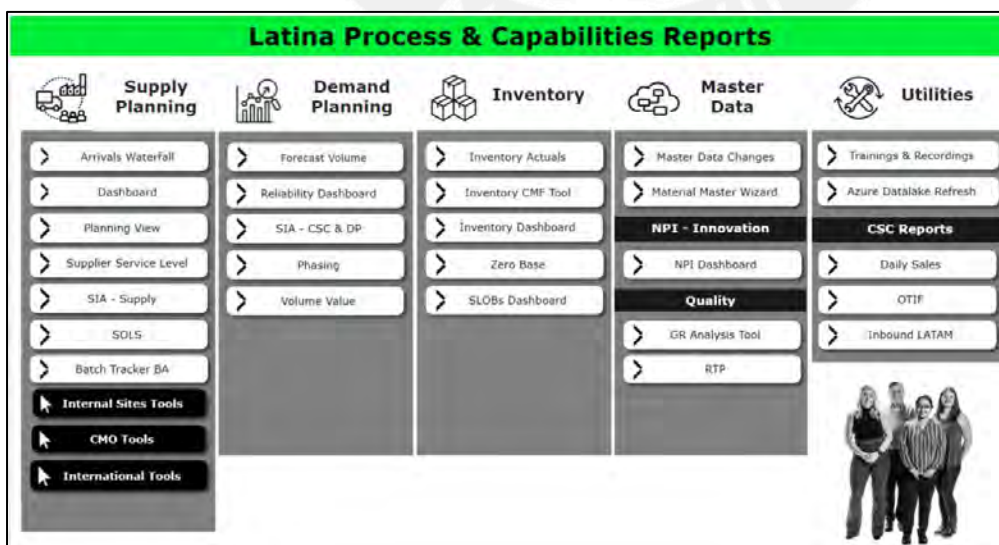 Latina Process & Capabilities Reports
Supply
Planning
Arrivals Waterfall
Dashboard
Planning View
Supplier Service Level
SIA - Supply
SOLS
Batch Tracker BA
Internal Sites Tools
CMO Tools
International Tools
Demand
Planning
Forecast Volume
Reliability Dashboard
SIA - CSC & DP
Phasing
Volume Value
Inventory
Inventory Actuals
Inventory CMF Tool
Inventory Dashboard
Zero Base
SLOBs Dashboard
Master
Data
Master Data Changes
Material Master Wizard
NPI - Innovation
NPI Dashboard
Quality
GR Analysis Tool
RTP
Utilities
Trainings & Recordings
Azure Datalake Refresh
CSC Reports
Daily Sales
OTIF
Inbound LATAM